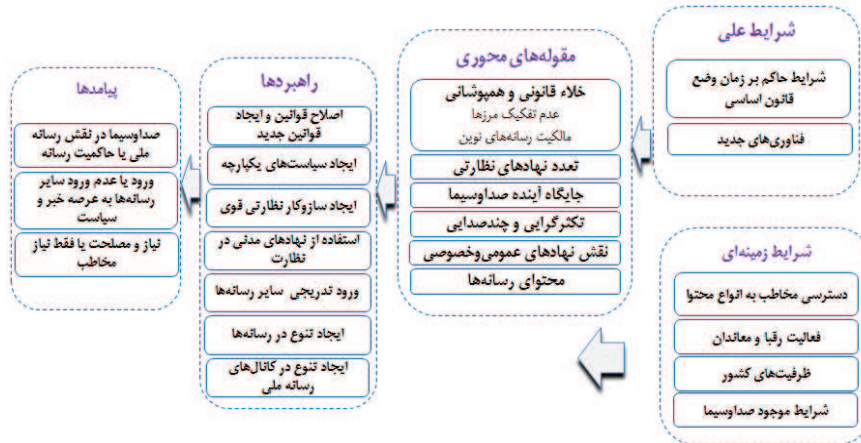 شرایط علی
شرایط حاکم بر زمان وضع
قانون اساسی
فناوری‌های جدید
شرایط زمینه‌ای
دسترسی مخاطب به انواع محتوا
فعالیت رقبا و معاندان
ظرفیت‌های کشور
شرایط موجود صداوسیما
مقوله‌های محوری
خلاء قانونی و همپوشانی
عدم تفکیک مرزها
مالکیت رسانه‌های نوین
تعدد نهادهای نظارتی
جایگاه آینده صداوسیما
تکثرگرایی و چندصدایی
نقش نهادهای عمومی‌وخصوصی
محتوای رسانه‌ها
راهبردها
اصلاح قوانین و ایجاد
قوانین جدید
ایجاد سیاست‌های یکپارچه
ایجاد سازوکار نظارتی قوی
استفاده از نهادهای مدنی در
نظارت
ورود تدریجی سایر رسانه‌ها
ایجاد تنوع در رسانه‌ها
ایجاد تنوع در کانال‌های
رسانه ملی
پیامدها
صداوسیما در نقش رسانه
ملی یا حاکمیت رسانه
ورود یا عدم ورود سایر
رسانه‌ها به عرصه خبر و
سیاست
نیاز و مصلحت یا فقط نیاز
مخاطب